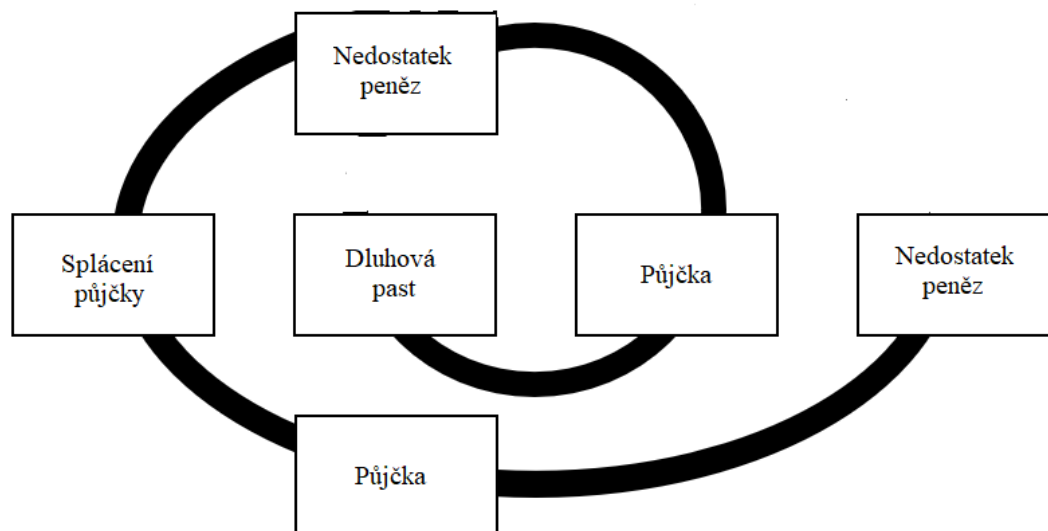 Nedostatek
peněz
Splácení
půjčky
Dluhová
past
Půjčka
Nedostatek
peněz
Půjčka